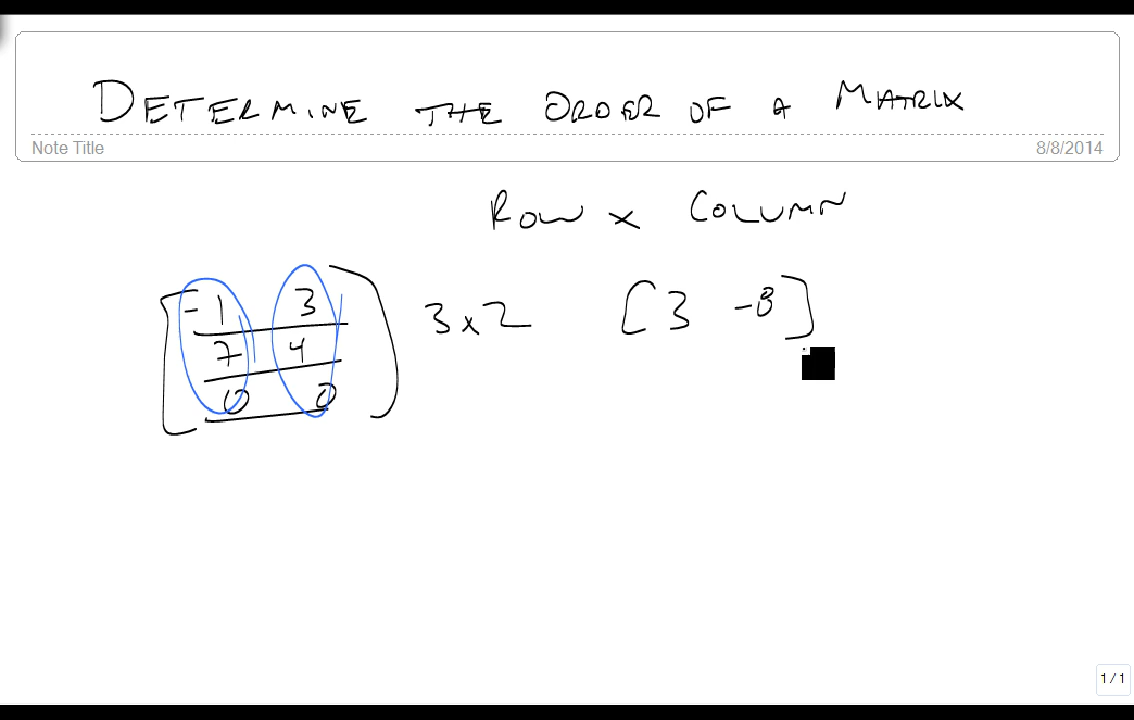 DETERMINE THE ORDER OF A MATRIX
Note Title 8/8/2014
ROW x COLUMN
[-1 3 3x2 [3 -8]
7 4
0 0]
1/1